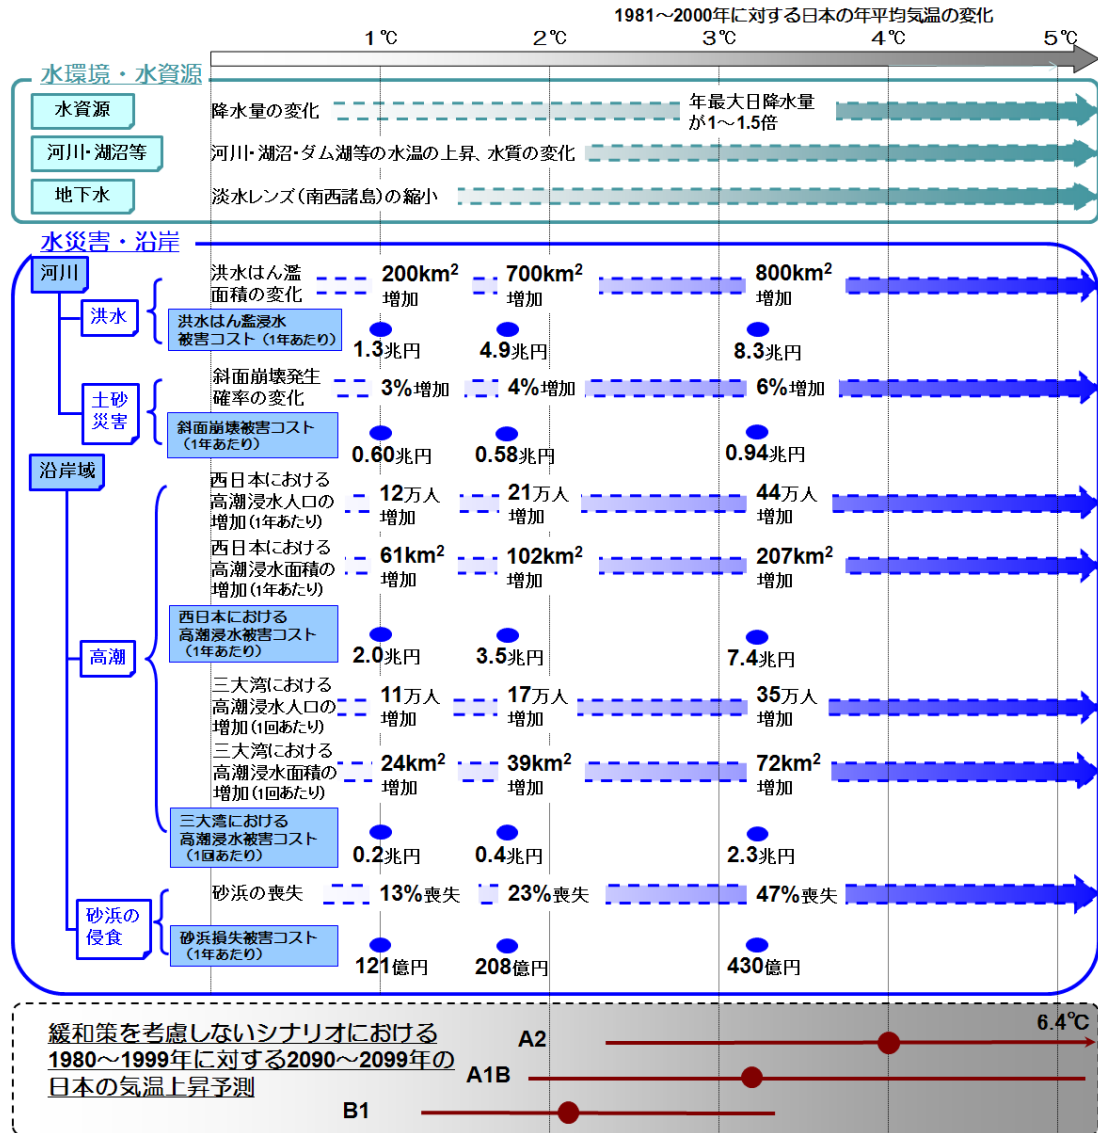 1981～2000年に対する日本の年平均気温の変化
1℃ 2℃ 3℃ 4℃ 5℃
水環境・水資源
水資源
降水量の変化
年最大日降水量
が1～1.5倍
河川・湖沼等
河川・湖沼・ダム湖等の水温の上昇、水質の変化
地下水
淡水レンズ(南西諸島)の縮小
水災害・沿岸
河川
洪水
洪水はん濫
面積の変化
200km² 700km² 800km²
増加 増加 増加
洪水はん濫浸水
被害コスト（1年あたり）
1.3兆円 4.9兆円 8.3兆円
土砂
災害
斜面崩壊発生
確率の変化
3%増加 4%増加 6%増加
斜面崩壊被害コスト
（1年あたり）
0.60兆円 0.58兆円 0.94兆円
沿岸域
高潮
西日本における
高潮浸水人口の
増加(1年あたり)
12万人 21万人 44万人
増加 増加 増加
西日本における
高潮浸水面積の
増加(1年あたり)
61km² 102km² 207km²
増加 増加 増加
西日本における
高潮浸水被害コスト
（1年あたり）
2.0兆円 3.5兆円 7.4兆円
三大湾における
高潮浸水人口の
増加(1回あたり)
11万人 17万人 35万人
増加 増加 増加
三大湾における
高潮浸水面積の
増加(1回あたり)
24km² 39km² 72km²
増加 増加 増加
三大湾における
高潮浸水被害コスト
（1回あたり）
0.2兆円 0.4兆円 2.3兆円
砂浜の
侵食
砂浜の喪失
13%喪失 23%喪失 47%喪失
砂浜損失被害コスト
（1年あたり）
121億円 208億円 430億円
緩和策を考慮しないシナリオにおける
1980～1999年に対する2090～2099年の
日本の気温上昇予測
6.4℃
A2
A1B
B1